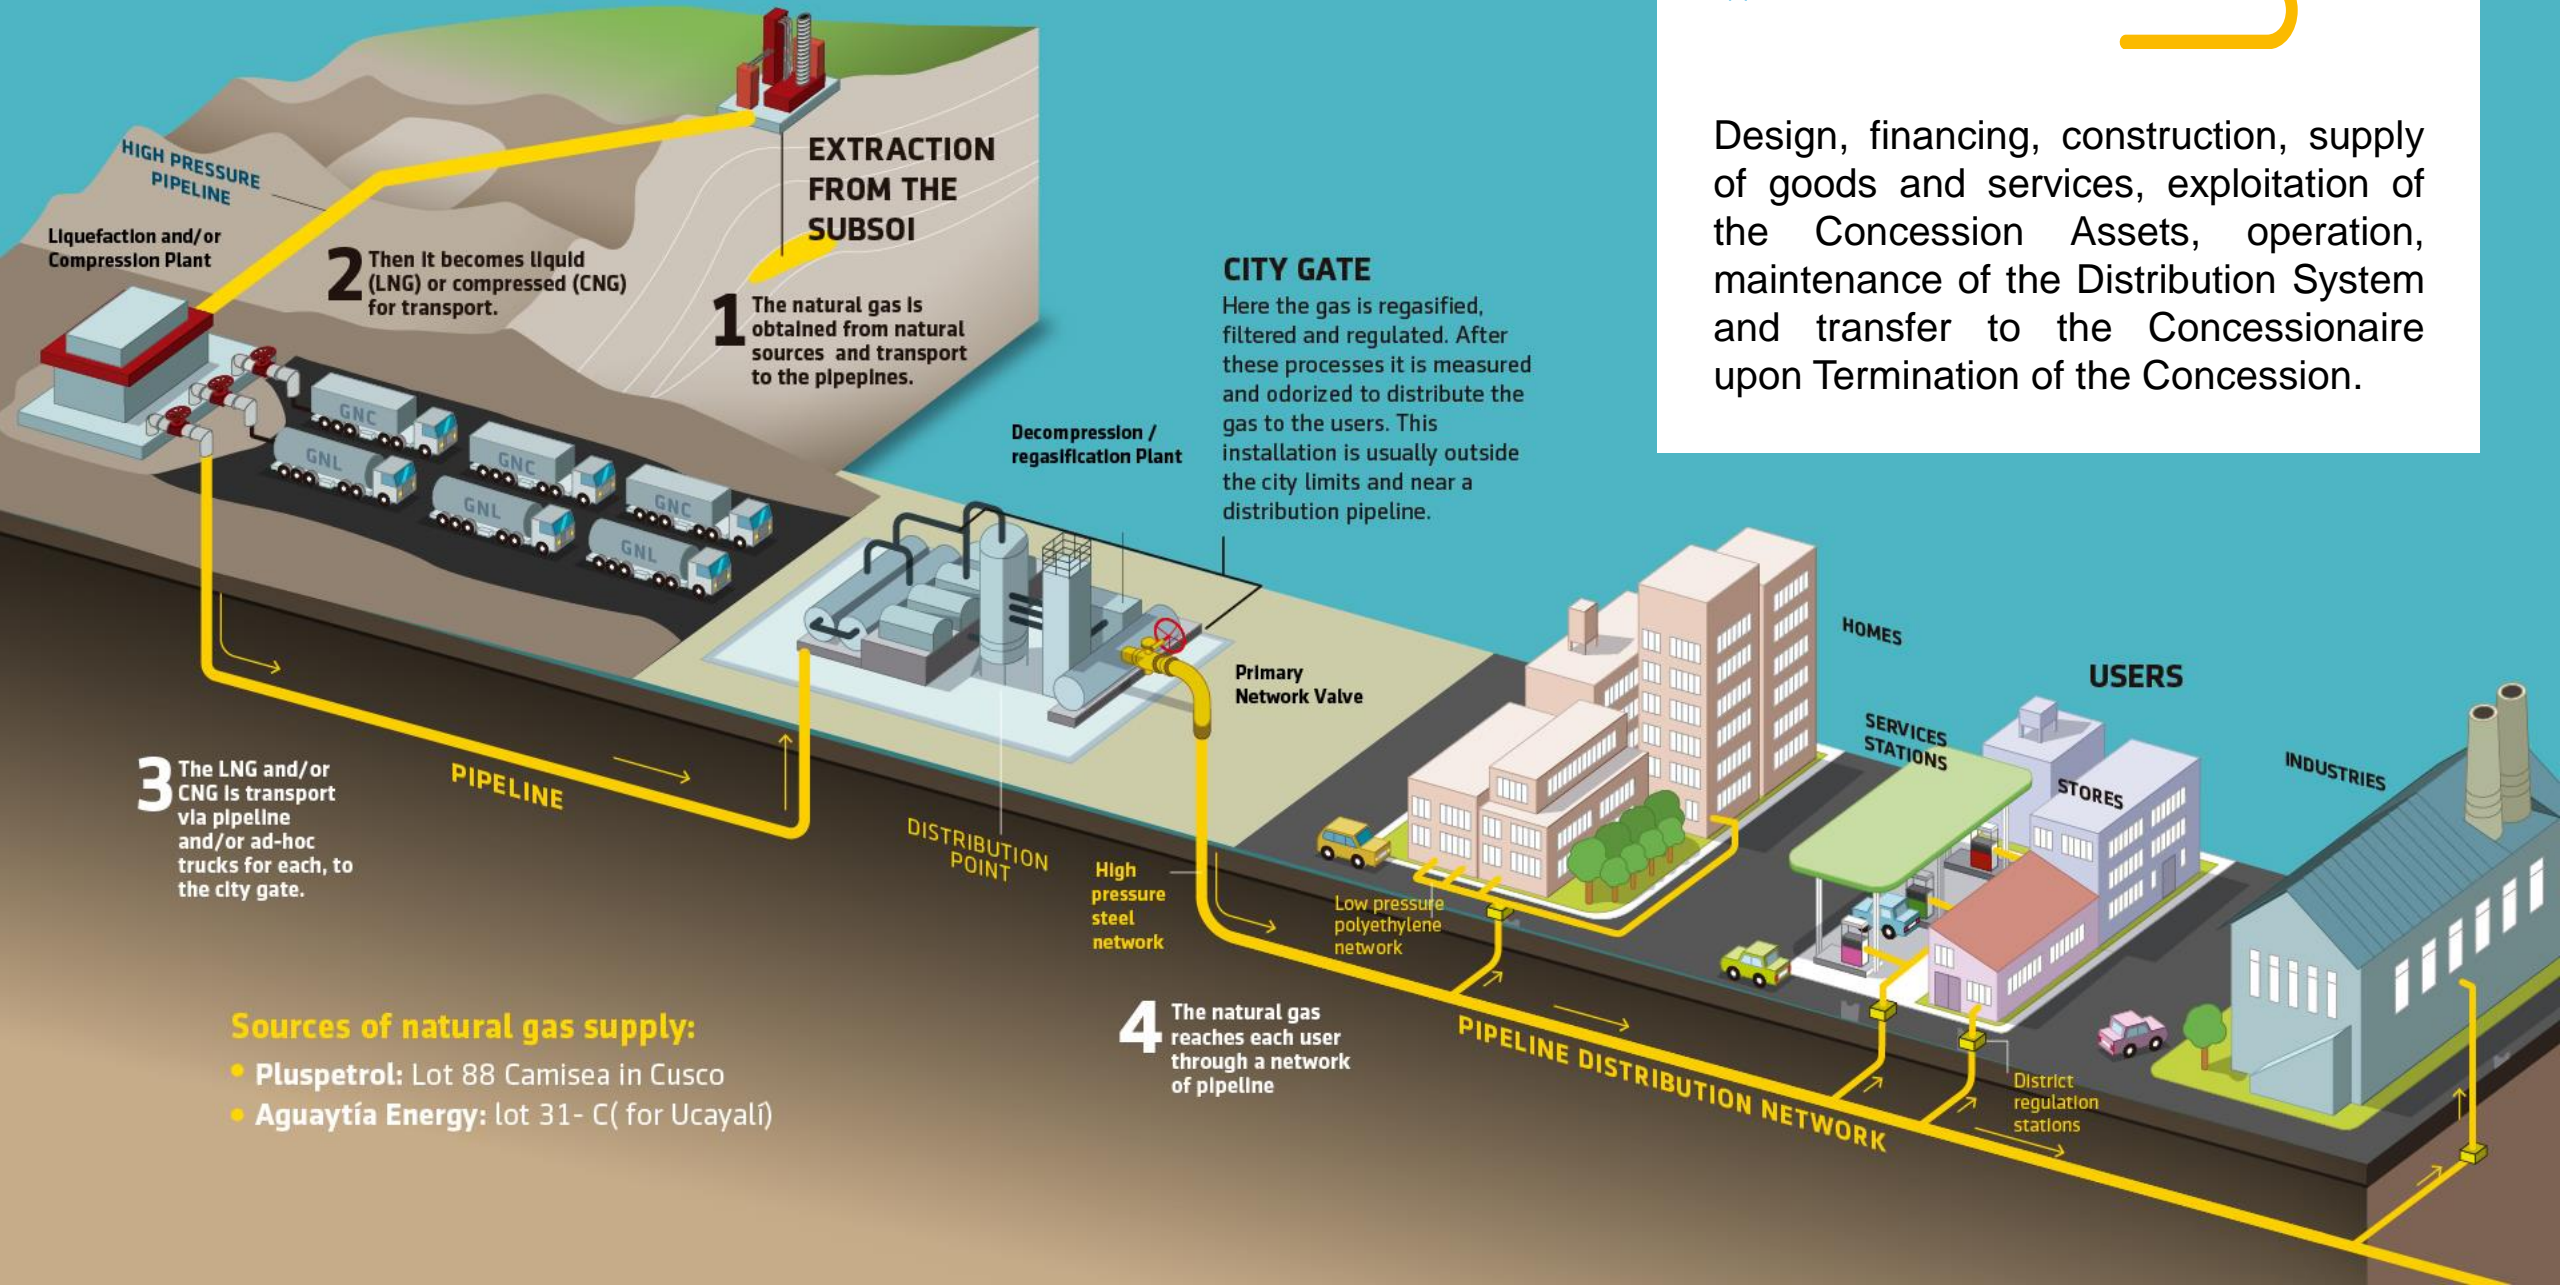 Design, financing, construction, supply
of goods and services, exploitation of
the Concession Assets, operation,
maintenance of the Distribution System
and transfer to the Concessionaire
upon Termination of the Concession.
HIGH PRESSURE
PIPELINE
Liquefaction and/or
Compression Plant
EXTRACTION
FROM THE
SUBSOI
1
The natural gas is
obtained from natural
sources and transport
to the pipepines.
2
Then it becomes liquid
(LNG) or compressed (CNG)
for transport.
GNC
GNC
GNC
GNL
GNL
GNL
Decompression /
regasification Plant
CITY GATE
Here the gas is regasified,
filtered and regulated. After
these processes it is measured
and odorized to distribute the
gas to the users. This
installation is usually outside
the city limits and near a
distribution pipeline.
Primary
Network Valve
HOMES
USERS
SERVICES
STATIONS
STORES
INDUSTRIES
3
The LNG and/or
CNG is transport
via pipeline
and/or ad-hoc
trucks for each, to
the city gate.
PIPELINE
DISTRIBUTION
POINT
High
pressure
steel
network
Low pressure
polyethylene
network
4
The natural gas
reaches each user
through a network
of pipeline
PIPELINE DISTRIBUTION NETWORK
District
regulation
stations
Sources of natural gas supply:
• Pluspetrol: Lot 88 Camisea in Cusco
• Aguaytía Energy: lot 31- C( for Ucayalí)